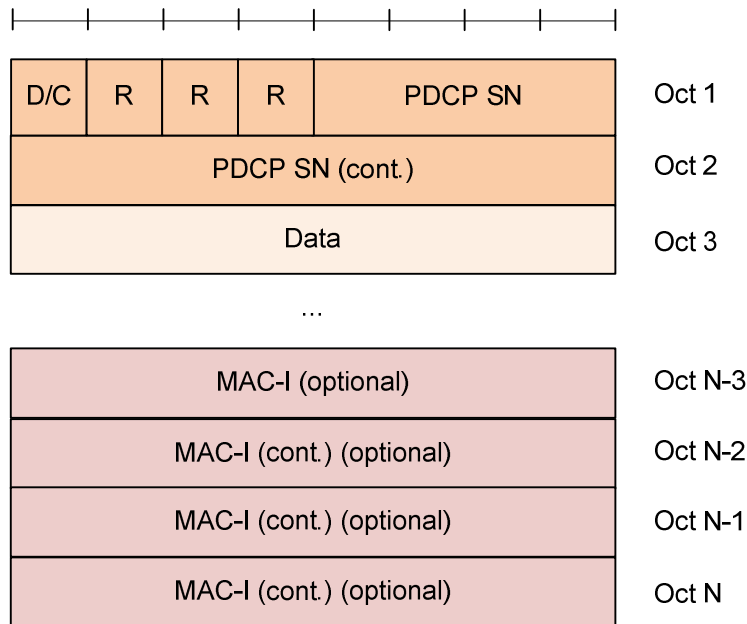 D/C R R R PDCP SN Oct 1
PDCP SN (cont.) Oct 2
Data Oct 3
...
MAC-I (optional) Oct N-3
MAC-I (cont.) (optional) Oct N-2
MAC-I (cont.) (optional) Oct N-1
MAC-I (cont.) (optional) Oct N